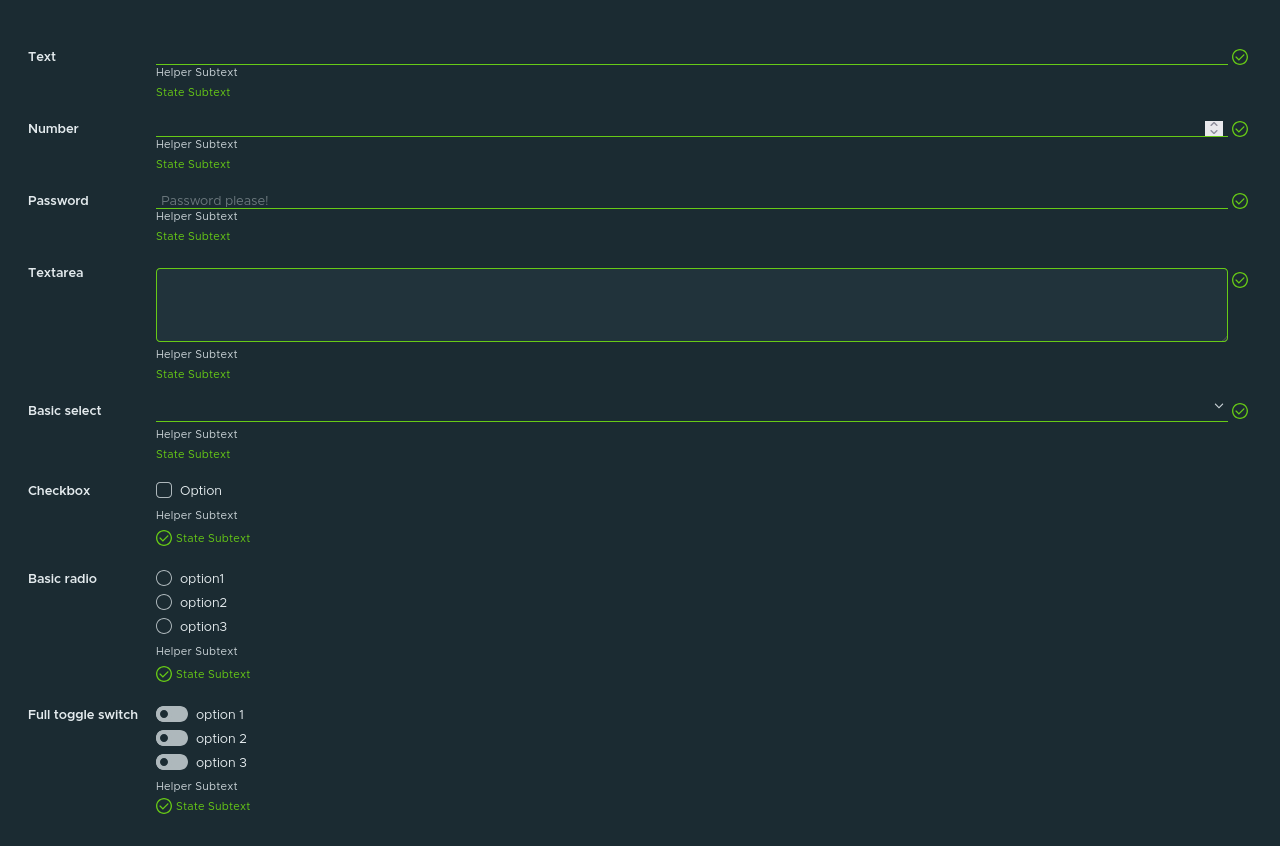 Text
Helper Subtext
State Subtext
Number
Helper Subtext
State Subtext
Password
Password please!
Helper Subtext
State Subtext
Textarea
Helper Subtext
State Subtext
Basic select
Helper Subtext
State Subtext
Checkbox
Option
Helper Subtext
State Subtext
Basic radio
option1
option2
option3
Helper Subtext
State Subtext
Full toggle switch
option 1
option 2
option 3
Helper Subtext
State Subtext